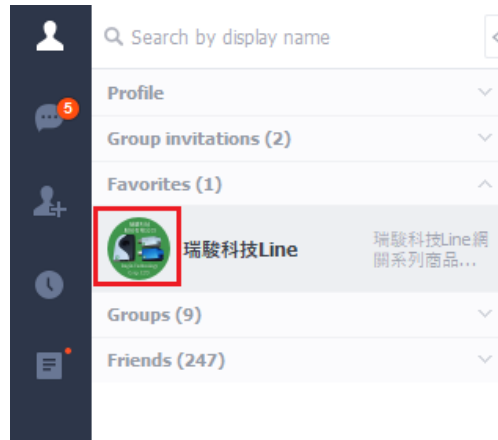 Search by display name
5
Profile
Group invitations (2)
Favorites (1)
瑞駿科技Line
瑞駿科技Line網
關系列商品...
Groups (9)
Friends (247)